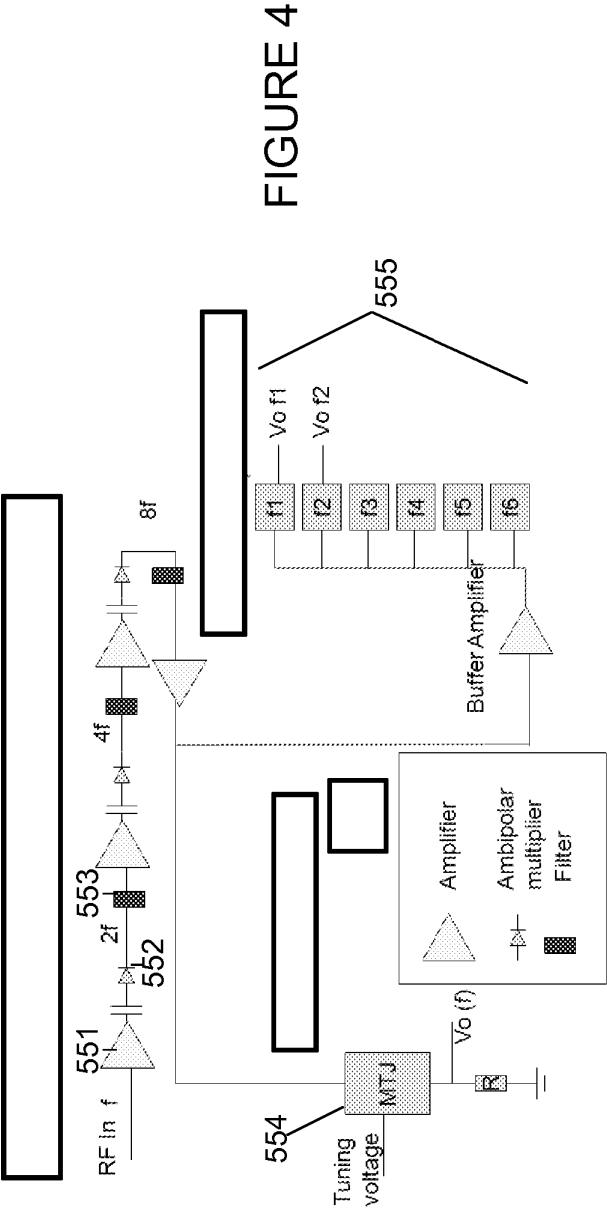 FIGURE 4
RF In f
551
552
2f
553
4f
8f
554
Tuning
voltage
MTJ
Vo (f)
R
Buffer Amplifier
f1
f2
f3
f4
f5
f6
Vo f1
Vo f2
555
Amplifier
Ambipolar
multiplier
Filter